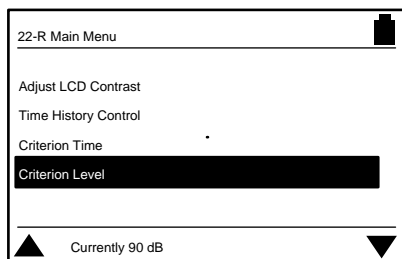 22-R Main Menu
Adjust LCD Contrast
Time History Control
Criterion Time
Criterion Level
Currently 90 dB